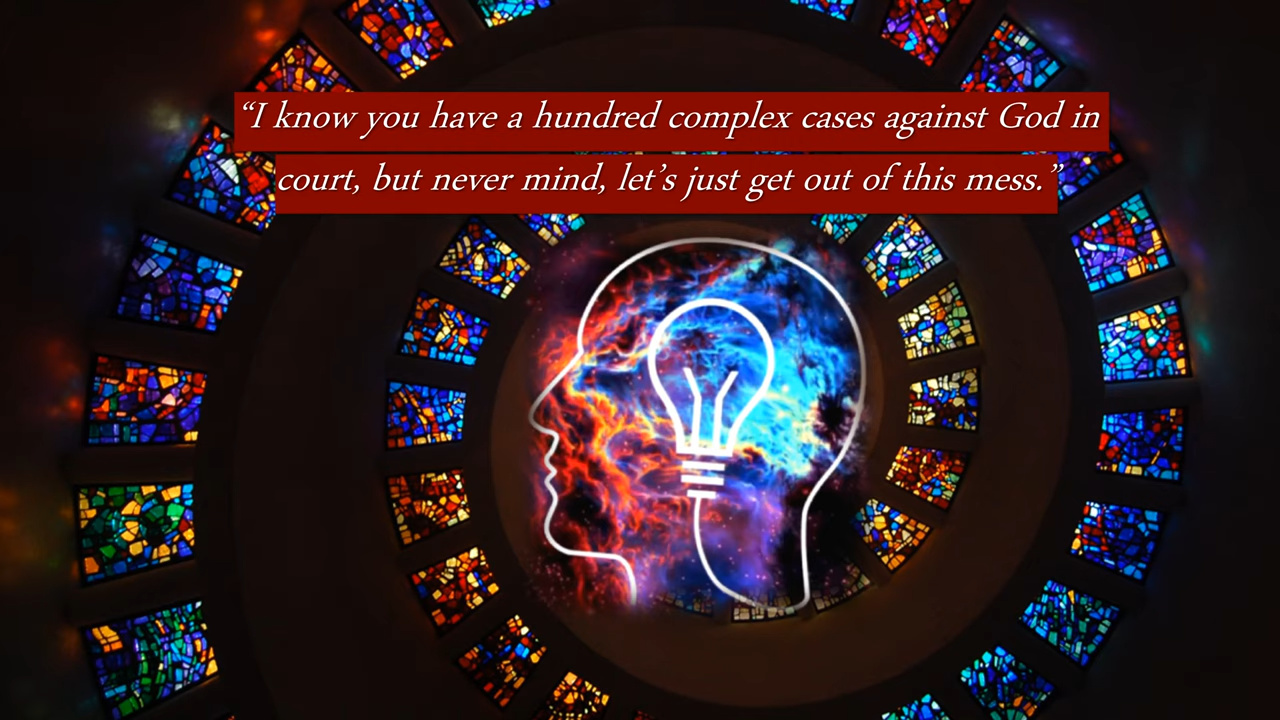 “I know you have a hundred complex cases against God in
court, but never mind, let’s just get out of this mess.”